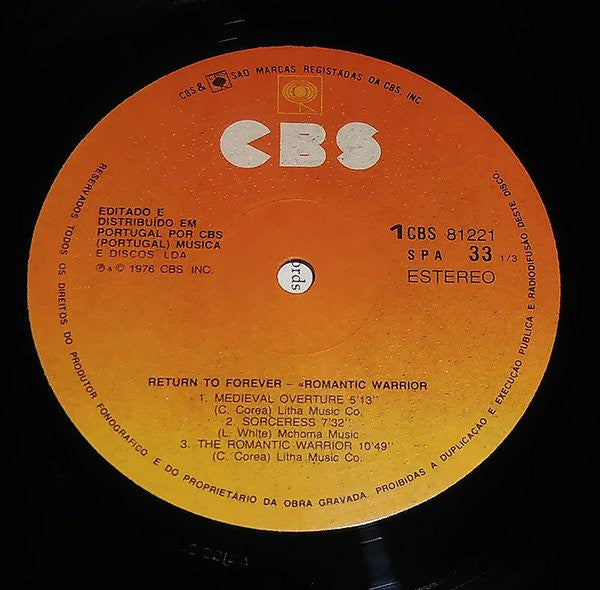 CBS & SÃO MARCAS REGISTADAS DA CBS, INC.
CBS
EDITADO E
DISTRIBUÍDO EM
PORTUGAL POR CBS
(PORTUGAL) MUSICA
E DISCOS LDA
℗ © 1976 CBS INC.
1 CBS 81221
SPA 33 1/3
ESTEREO
ords
RETURN TO FOREVER – «ROMANTIC WARRIOR
1. MEDIEVAL OVERTURE 5'13''
(C. Corea) Litha Music Co.
2. SORCERESS 7'32''
(L. White) Mchoma Music
3. THE ROMANTIC WARRIOR 10'49''
(C. Corea) Litha Music Co.
RESERVADOS TODOS OS DIREITOS DO PRODUTOR FONOGRAFICO E DO PROPRIETÁRIO DA OBRA GRAVADA. PROIBIDAS A DUPLICAÇÃO E EXECUÇÃO PÚBLICA E RADIODIFUSÃO DESTE DISCO.